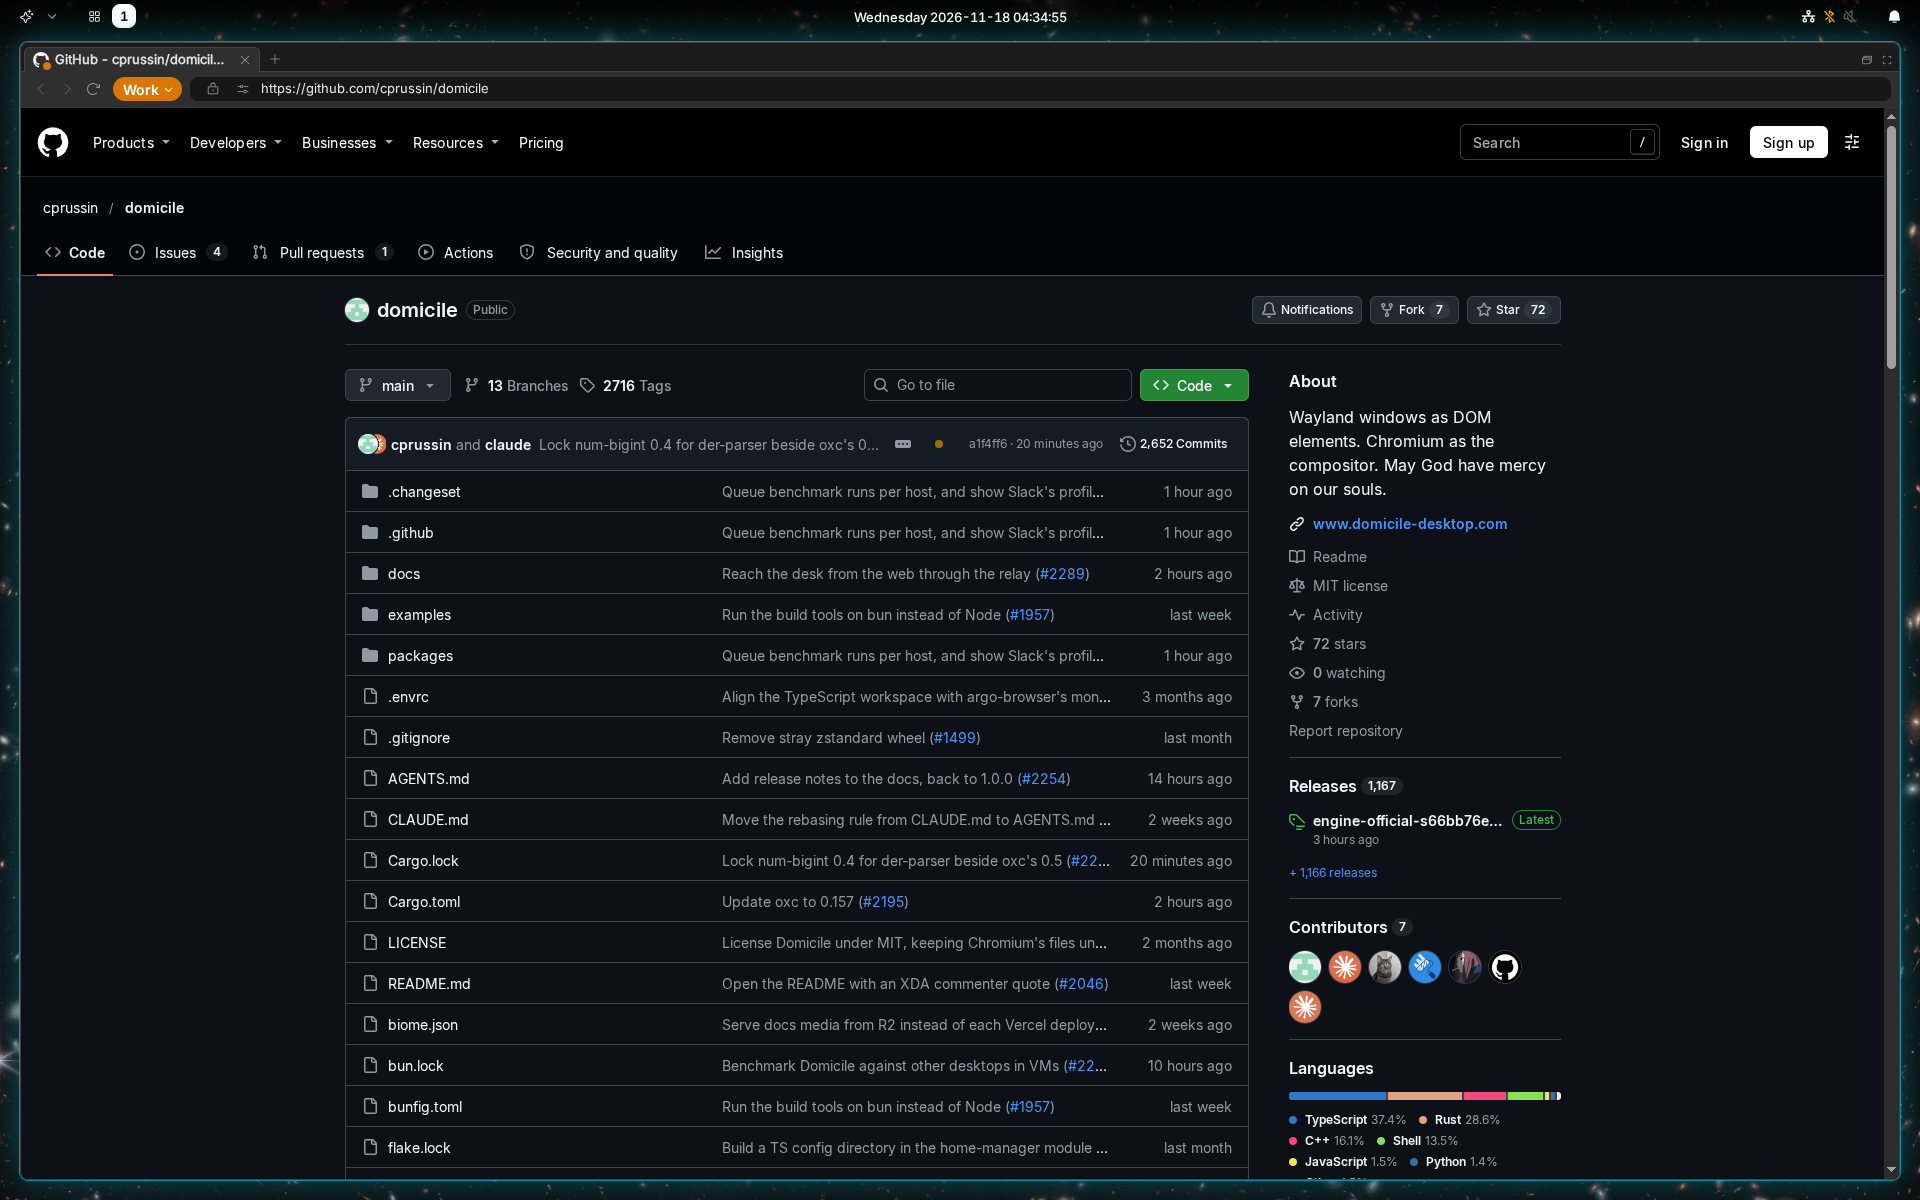 1
Wednesday 2026-11-18 04:34:55
GitHub - cprussin/domicil...
Work
https://github.com/cprussin/domicile
Products
Developers
Businesses
Resources
Pricing
Search
/
Sign in
Sign up
cprussin / domicile
Code
Issues 4
Pull requests 1
Actions
Security and quality
Insights
domicile Public
Notifications
Fork 7
Star 72
main
13 Branches
2716 Tags
Go to file
Code
cprussin and claude Lock num-bigint 0.4 for der-parser beside oxc's 0... a1f4ff6 · 20 minutes ago 2,652 Commits
.changeset Queue benchmark runs per host, and show Slack's profil... 1 hour ago
.github Queue benchmark runs per host, and show Slack's profil... 1 hour ago
docs Reach the desk from the web through the relay (#2289) 2 hours ago
examples Run the build tools on bun instead of Node (#1957) last week
packages Queue benchmark runs per host, and show Slack's profil... 1 hour ago
.envrc Align the TypeScript workspace with argo-browser's mon... 3 months ago
.gitignore Remove stray zstandard wheel (#1499) last month
AGENTS.md Add release notes to the docs, back to 1.0.0 (#2254) 14 hours ago
CLAUDE.md Move the rebasing rule from CLAUDE.md to AGENTS.md ... 2 weeks ago
Cargo.lock Lock num-bigint 0.4 for der-parser beside oxc's 0.5 (#22... 20 minutes ago
Cargo.toml Update oxc to 0.157 (#2195) 2 hours ago
LICENSE License Domicile under MIT, keeping Chromium's files un... 2 months ago
README.md Open the README with an XDA commenter quote (#2046) last week
biome.json Serve docs media from R2 instead of each Vercel deploy... 2 weeks ago
bun.lock Benchmark Domicile against other desktops in VMs (#22... 10 hours ago
bunfig.toml Run the build tools on bun instead of Node (#1957) last week
flake.lock Build a TS config directory in the home-manager module ... last month
About
Wayland windows as DOM
elements. Chromium as the
compositor. May God have mercy
on our souls.
www.domicile-desktop.com
Readme
MIT license
Activity
72 stars
0 watching
7 forks
Report repository
Releases 1,167
engine-official-s66bb76e... Latest
3 hours ago
+ 1,166 releases
Contributors 7
Languages
TypeScript 37.4% Rust 28.6%
C++ 16.1% Shell 13.5%
JavaScript 1.5% Python 1.4%